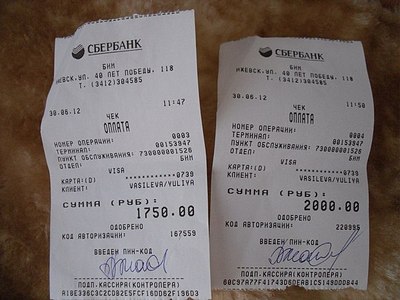 СБЕРБАНК
БИМ
ИЖЕВСК,УЛ. 40 ЛЕТ ПОБЕДЫ, 118
Т. (3412)304585
30.06.12 11:47
ЧЕК
ОПЛАТА
НОМЕР ОПЕРАЦИИ: 0003
ТЕРМИНАЛ: 00153947
ПУНКТ ОБСЛУЖИВАНИЯ: 730000001526
ОТДЕЛ: БИМ
VISA
КАРТА:(D) ************0739
КЛИЕНТ: VASILEVA/YULIYA
СУММА (РУБ):
1750.00
ОДОБРЕНО
КОД АВТОРИЗАЦИИ: 167559
ВВЕДЕН ПИН-КОД
ПОДП.КАССИРА(КОНТРОЛЕРА)
СБЕРБАНК
БИМ
ИЖЕВСК,УЛ. 40 ЛЕТ ПОБЕДЫ, 118
Т. (3412)304585
30.06.12 11:50
ЧЕК
ОПЛАТА
НОМЕР ОПЕРАЦИИ: 0004
ТЕРМИНАЛ: 00153947
ПУНКТ ОБСЛУЖИВАНИЯ: 730000001526
ОТДЕЛ: БИМ
VISA
КАРТА:(D) ************0739
КЛИЕНТ: VASILEVA/YULIYA
СУММА (РУБ):
2000.00
ОДОБРЕНО
КОД АВТОРИЗАЦИИ: 220985
ВВЕДЕН ПИН-КОД
ПОДП.КАССИРА(КОНТРОЛЕРА)